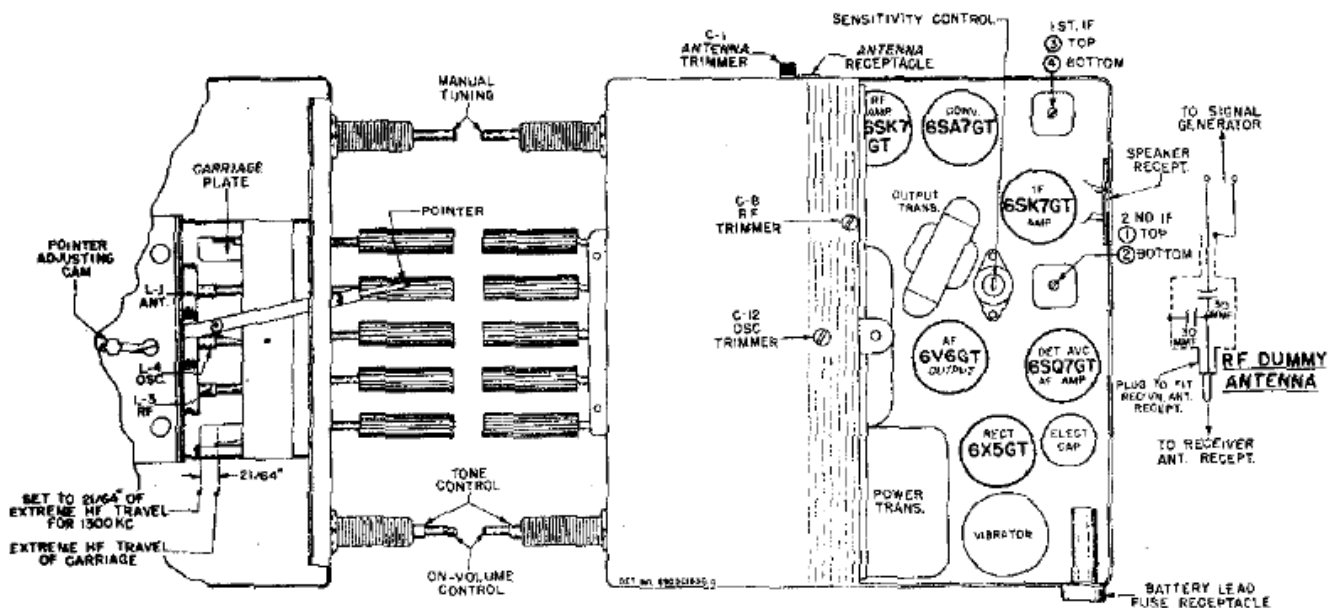 SENSITIVITY CONTROL
C-1
ANTENNA
TRIMMER
ANTENNA
RECEPTACLE
1 ST. IF
③ TOP
④ BOTTOM
MANUAL
TUNING
TO SIGNAL
GENERATOR
RF
AMP.
6SK7
GT
CONV.
6SA7GT
CARRIAGE
PLATE
SPEAKER
RECEPT.
POINTER
C-8
RF
TRIMMER
OUTPUT
TRANS.
IF
6SK7GT
AMP
2 ND IF
① TOP
② BOTTOM
POINTER
ADJUSTING
CAM
L-1
ANT.
C-12
OSC
TRIMMER
30
MMF
AF
6V6GT
OUTPUT
DET AVC
6SQ7GT
AF AMP
RF DUMMY
ANTENNA
L-4
OSC.
L-3
RF
PLUG TO FIT
ANT.
RECEPT.
RECT
6X5GT
ELECT
CAP
TO RECEIVER
ANT. RECEPT.
21/64"
TONE
CONTROL
SET TO 21/64" OF
EXTREME HF TRAVEL
FOR 1300KC
POWER
TRANS.
VIBRATOR
EXTREME HF TRAVEL
OF CARRIAGE
ON-VOLUME
CONTROL
BATTERY LEAD
FUSE RECEPTACLE